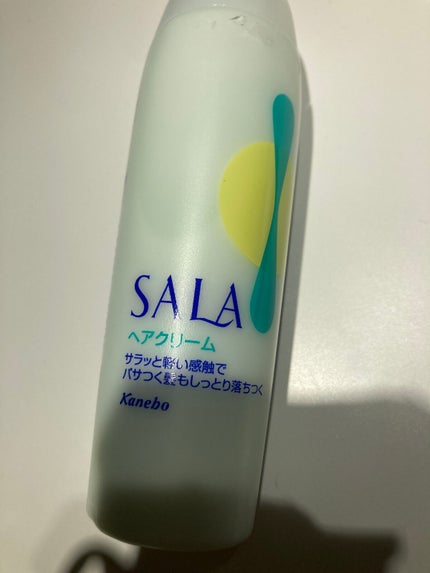 SALA
ヘアクリーム
サラッと軽い感触で
パサつく髪もしっとり落ちつく
Kanebo